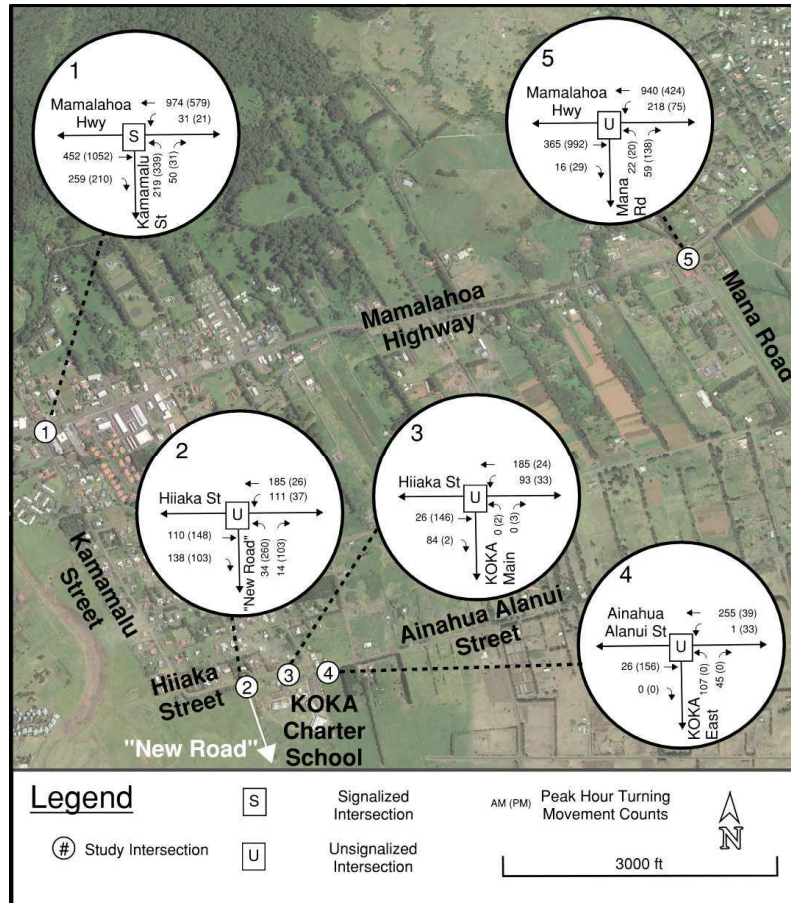 1
Mamalahoa
Hwy
974 (579)
31 (21)
S
452 (1052)
259 (210)
219 (339)
50 (31)
Kamamalu
St
5
Mamalahoa
Hwy
940 (424)
218 (75)
U
365 (992)
16 (29)
22 (20)
59 (138)
Mana
Rd
5
Mana Road
Mamalahoa
Highway
1
2
Hiiaka St
185 (26)
111 (37)
U
110 (148)
138 (103)
34 (260)
14 (103)
"New Road"
3
Hiiaka St
185 (24)
93 (33)
U
26 (146)
84 (2)
0 (2)
0 (3)
KOKA
Main
4
Ainahua
Alanui St
255 (39)
1 (33)
U
26 (156)
0 (0)
107 (0)
45 (0)
KOKA
East
Kamamalu
Street
Ainahua Alanui
Street
Hiiaka
Street
2
3
4
KOKA
Charter
School
"New Road"
Legend
S
Signalized
Intersection
AM (PM)
Peak Hour Turning
Movement Counts
N
# Study Intersection
U
Unsignalized
Intersection
3000 ft